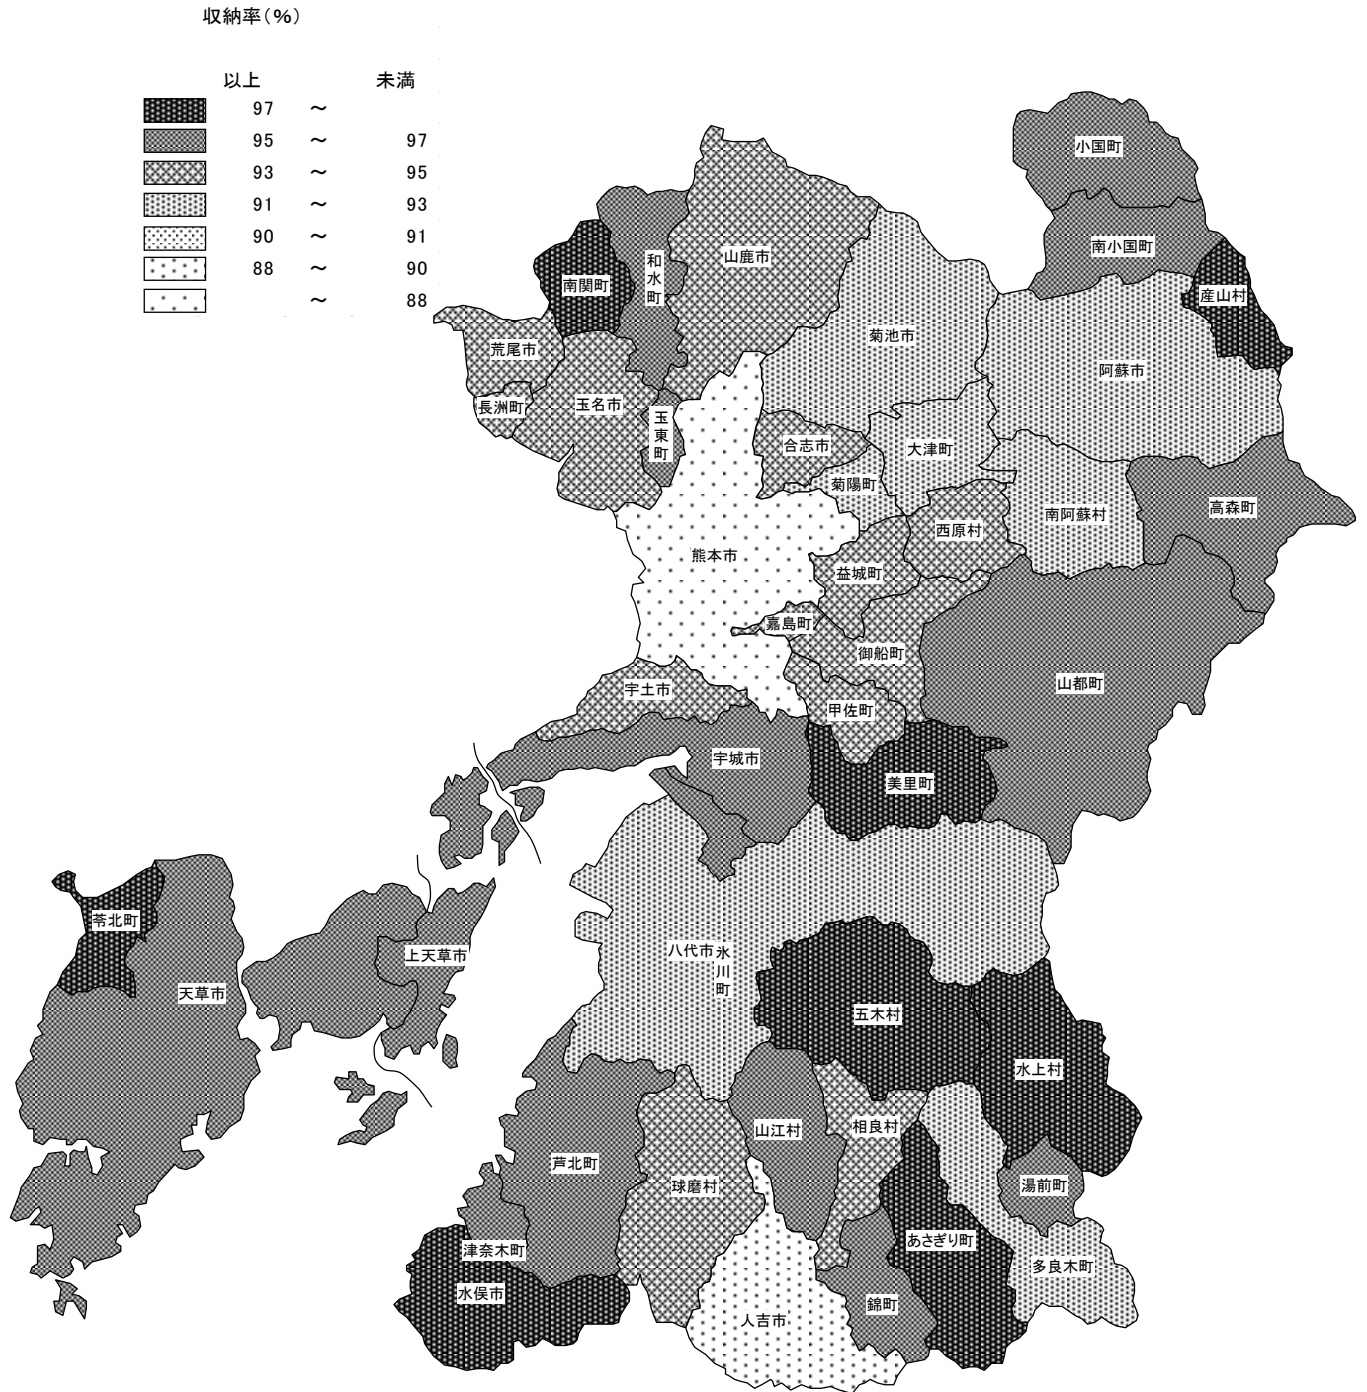 収納率(%)
以上 未満
97 ～
95 ～ 97
93 ～ 95
91 ～ 93
90 ～ 91
88 ～ 90
～ 88
小国町
南小国町
産山村
山鹿市
和水町
南関町
菊池市
阿蘇市
荒尾市
長洲町
玉名市
玉東町
合志市
大津町
菊陽町
南阿蘇村
高森町
西原村
熊本市
益城町
嘉島町
御船町
山都町
宇土市
甲佐町
宇城市
美里町
苓北町
上天草市
天草市
八代市
氷川町
五木村
水上村
山江村
相良村
芦北町
球磨村
湯前町
あさぎり町
津奈木町
多良木町
水俣市
錦町
人吉市